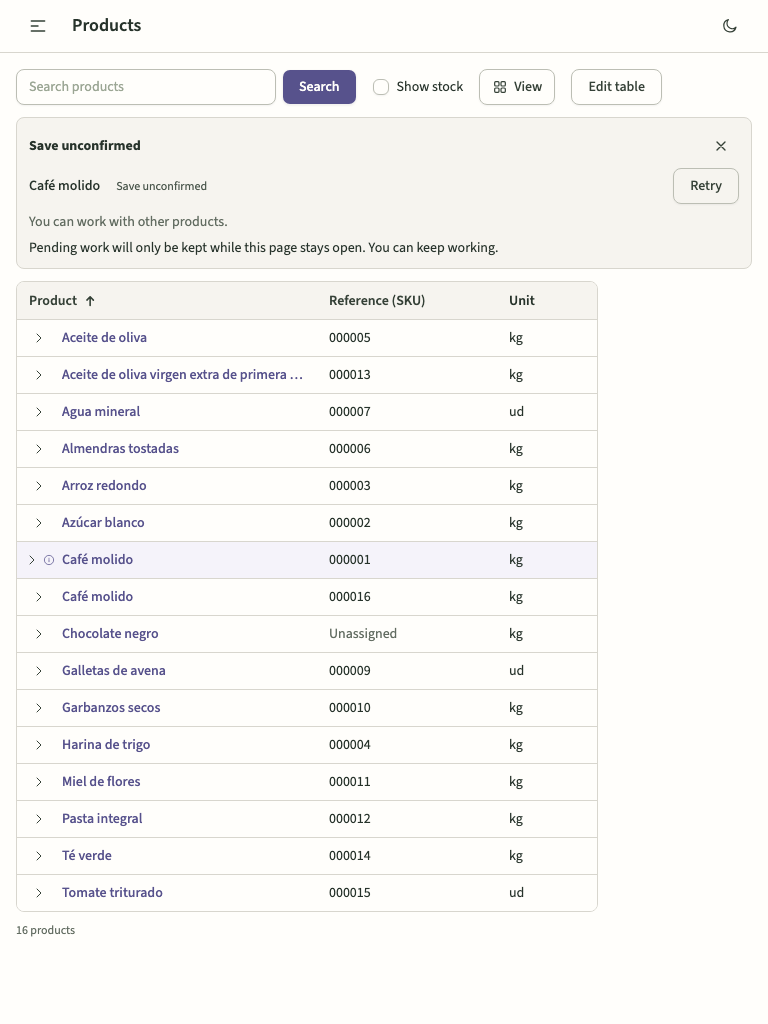 Products
Search products Search Show stock View Edit table
Save unconfirmed
Café molido Save unconfirmed Retry
You can work with other products.
Pending work will only be kept while this page stays open. You can keep working.
Product Reference (SKU) Unit
Aceite de oliva 000005 kg
Aceite de oliva virgen extra de primera … 000013 kg
Agua mineral 000007 ud
Almendras tostadas 000006 kg
Arroz redondo 000003 kg
Azúcar blanco 000002 kg
Café molido 000001 kg
Café molido 000016 kg
Chocolate negro Unassigned kg
Galletas de avena 000009 ud
Garbanzos secos 000010 kg
Harina de trigo 000004 kg
Miel de flores 000011 kg
Pasta integral 000012 kg
Té verde 000014 kg
Tomate triturado 000015 ud
16 products